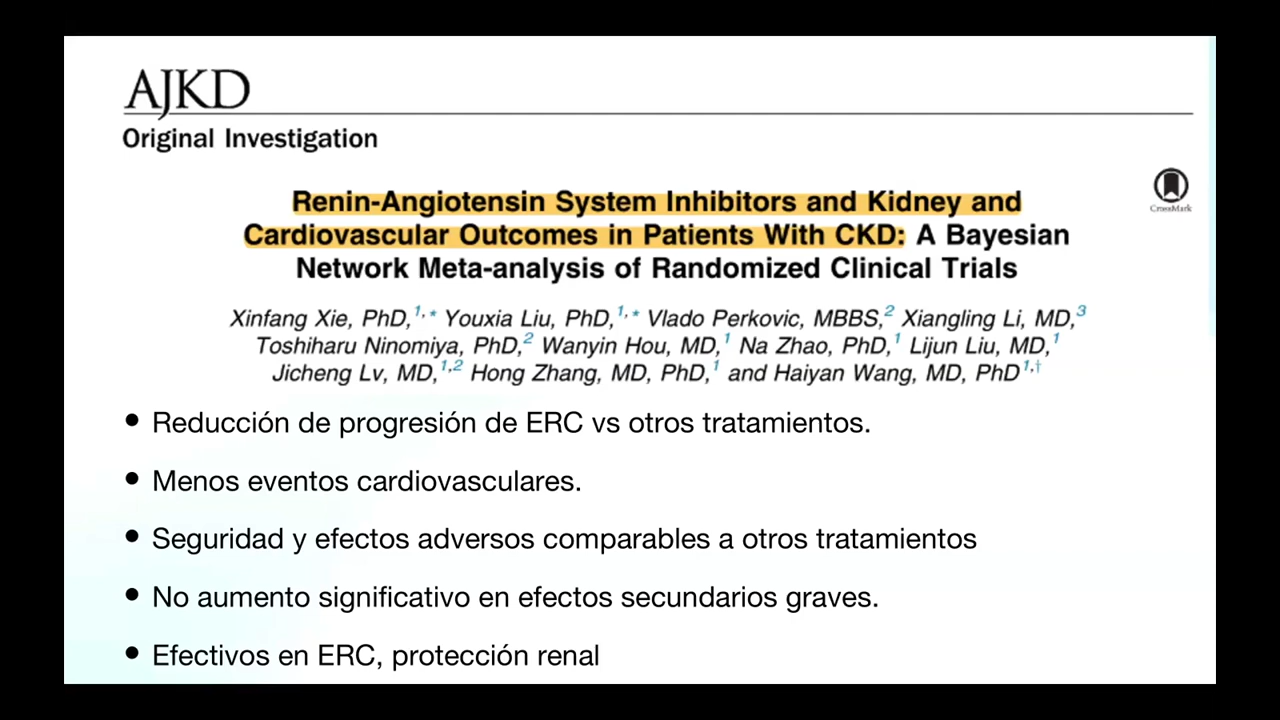 AJKD
Original Investigation
CrossMark
Renin-Angiotensin System Inhibitors and Kidney and
Cardiovascular Outcomes in Patients With CKD: A Bayesian
Network Meta-analysis of Randomized Clinical Trials
Xinfang Xie, PhD,1,* Youxia Liu, PhD,1,* Vlado Perkovic, MBBS,2 Xiangling Li, MD,3
Toshiharu Ninomiya, PhD,2 Wanyin Hou, MD,1 Na Zhao, PhD,1 Lijun Liu, MD,1
Jicheng Lv, MD,1,2 Hong Zhang, MD, PhD,1 and Haiyan Wang, MD, PhD1,†
• Reducción de progresión de ERC vs otros tratamientos.
• Menos eventos cardiovasculares.
• Seguridad y efectos adversos comparables a otros tratamientos
• No aumento significativo en efectos secundarios graves.
• Efectivos en ERC, protección renal